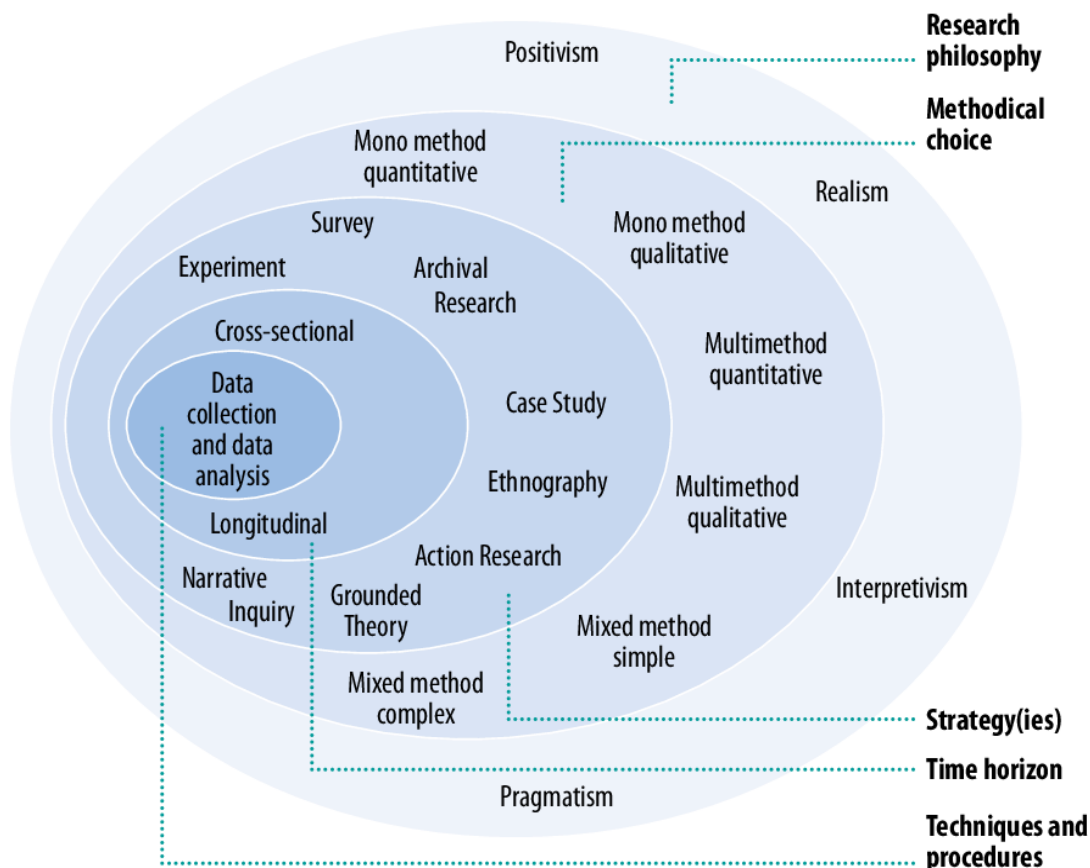 Research
philosophy
Positivism
Methodical
choice
Mono method
quantitative
Realism
Survey
Mono method
qualitative
Experiment
Archival
Research
Cross-sectional
Multimethod
quantitative
Data
collection
and data
analysis
Case Study
Ethnography
Multimethod
qualitative
Longitudinal
Action Research
Narrative
Inquiry
Grounded
Theory
Interpretivism
Mixed method
simple
Mixed method
complex
Strategy(ies)
Time horizon
Pragmatism
Techniques and
procedures